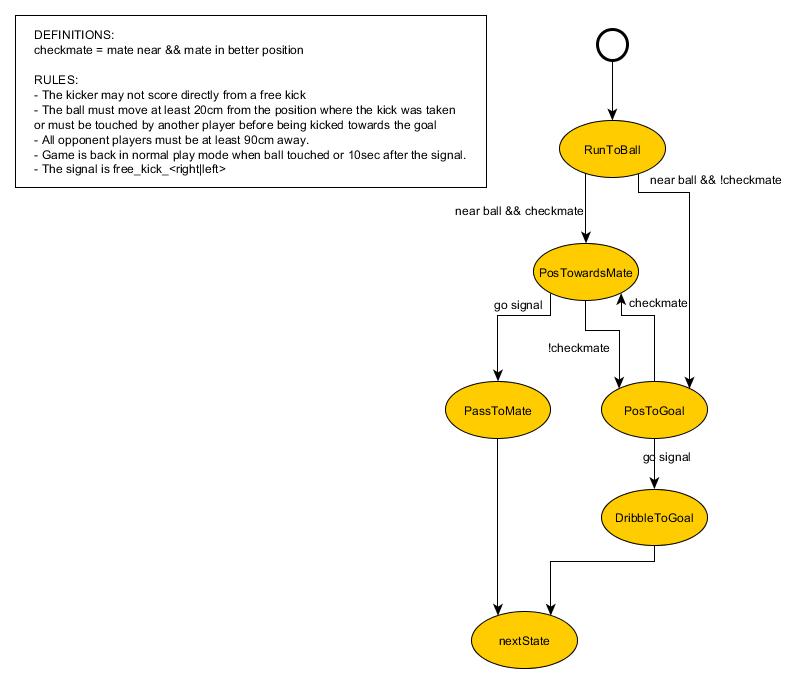 DEFINITIONS:
checkmate = mate near && mate in better position
RULES:
- The kicker may not score directly from a free kick
- The ball must move at least 20cm from the position where the kick was taken
or must be touched by another player before being kicked towards the goal
- All opponent players must be at least 90cm away.
- Game is back in normal play mode when ball touched or 10sec after the signal.
- The signal is free_kick_<right|left>
RunToBall
near ball && !checkmate
near ball && checkmate
PosTowardsMate
go signal
checkmate
!checkmate
PassToMate
PosToGoal
go signal
DribbleToGoal
nextState